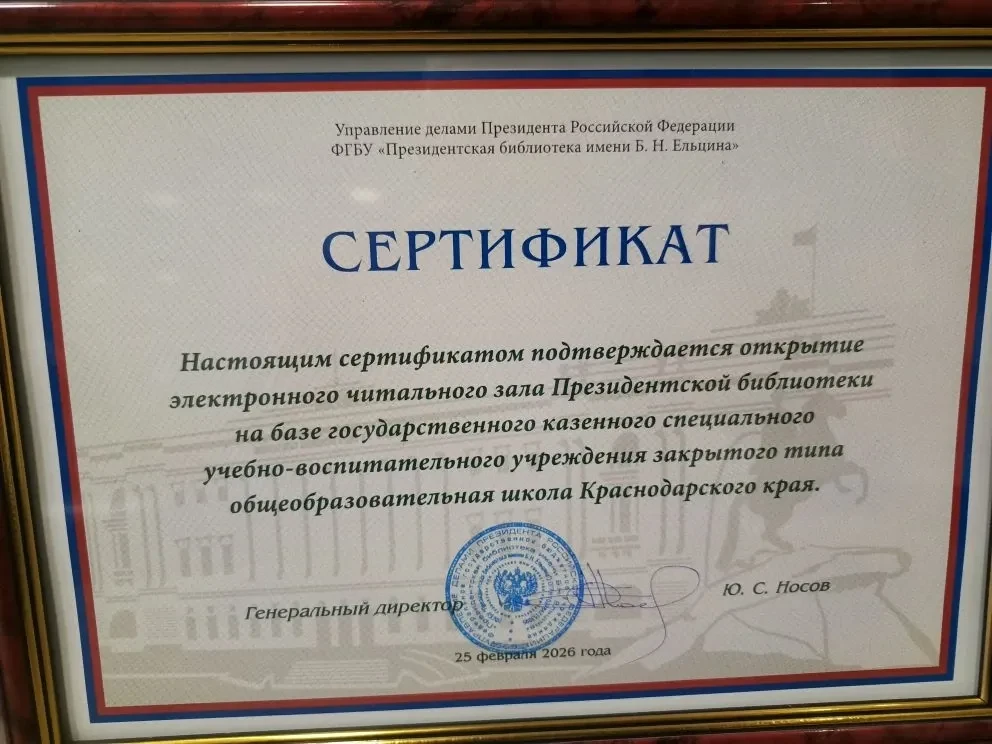 Управление делами Президента Российской Федерации
ФГБУ «Президентская библиотека имени Б. Н. Ельцина»
СЕРТИФИКАТ
Настоящим сертификатом подтверждается открытие
электронного читального зала Президентской библиотеки
на базе государственного казенного специального
учебно-воспитательного учреждения закрытого типа
общеобразовательная школа Краснодарского края.
Генеральный директор
Ю. С. Носов
25 февраля 2026 года